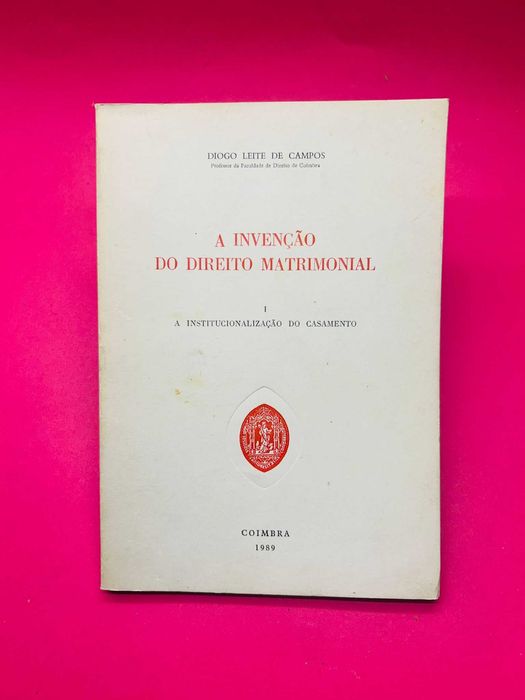 DIOGO LEITE DE CAMPOS
Professor da Faculdade de Direito de Coimbra
A INVENÇÃO
DO DIREITO MATRIMONIAL
I
A INSTITUCIONALIZAÇÃO DO CASAMENTO
COIMBRA
1989